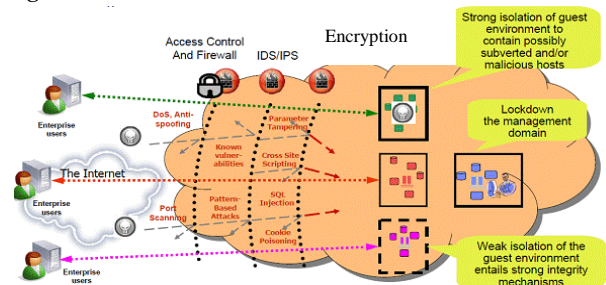 Access Control
And Firewall
IDS/IPS
Encryption
Strong isolation of guest
environment to
contain possibly
subverted and/or
malicious hosts
Enterprise
users
DoS, Anti-
spoofing
Parameter
Tampering
Lockdown
the management
domain
Known
vulner-
abilities
Cross Site
Scripting
The Internet
Enterprise
users
Port
Scanning
Pattern-
Based
Attacks
SQL
Injection
Cookie
Poisoning
Enterprise
users
Weak isolation of the
guest environment
entails strong integrity
mechanisms